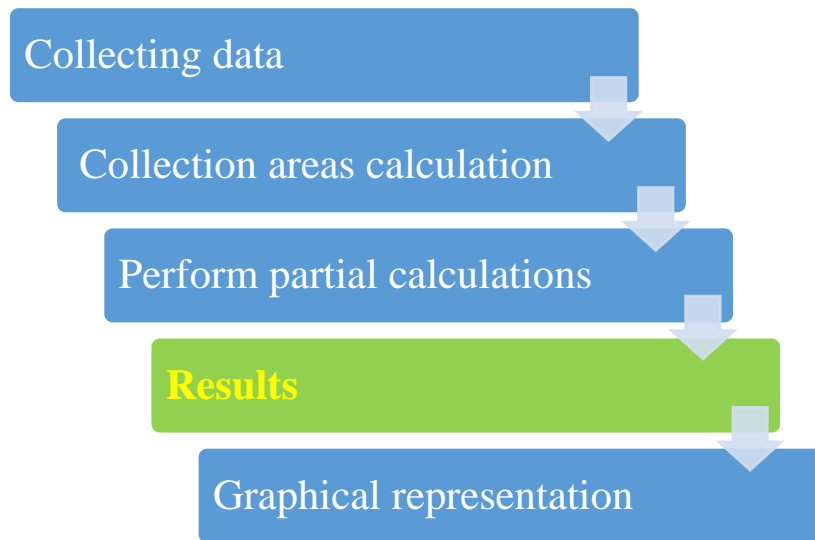 Collecting data
Collection areas calculation
Perform partial calculations
Results
Graphical representation